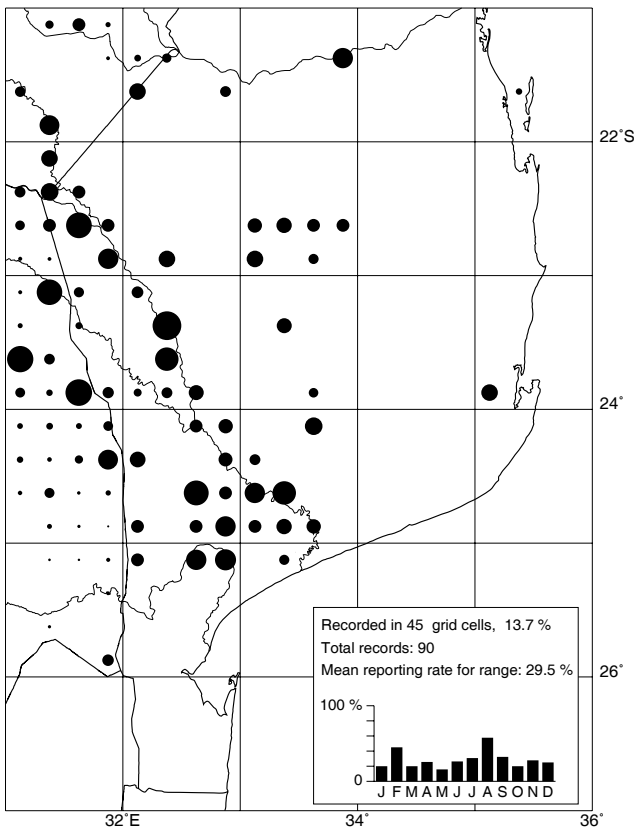 22˚S
24˚
Recorded in 45 grid cells, 13.7 %
Total records: 90
Mean reporting rate for range: 29.5 %
26˚
100 %
0
J F M A M J J A S O N D
32˚E 34˚ 36˚